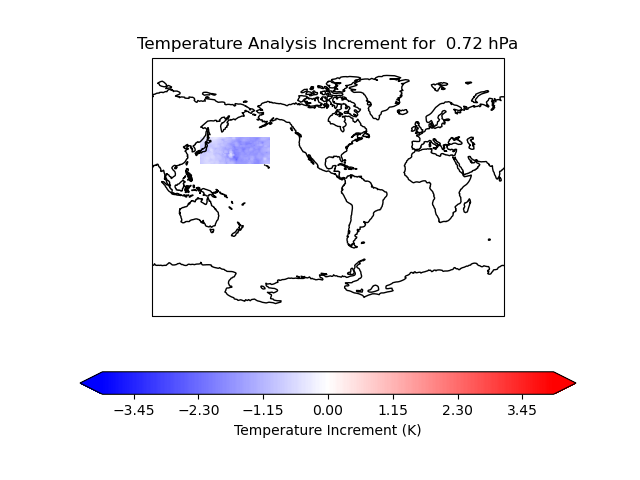 Temperature Analysis Increment for  0.72 hPa
−3.45 −2.30 −1.15 0.00 1.15 2.30 3.45
Temperature Increment (K)